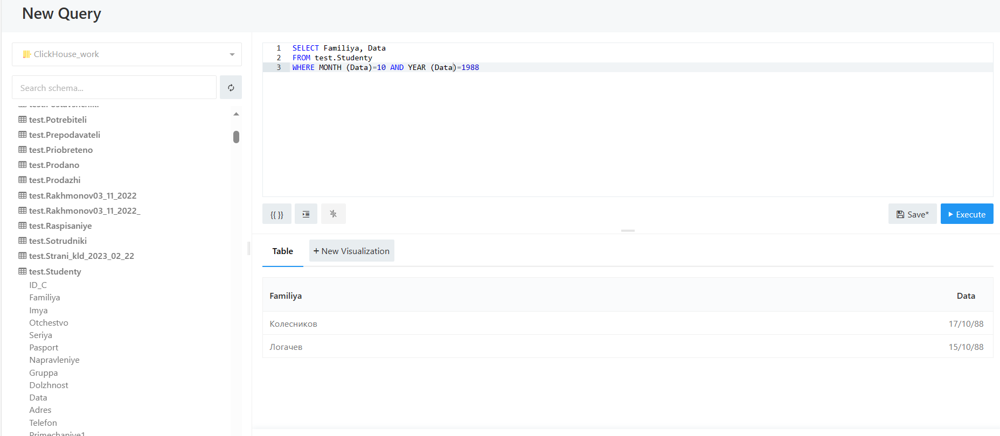 New Query
ClickHouse_work
Search schema...
test.Potrebiteli
test.Prepodavateli
test.Priobreteno
test.Prodano
test.Prodazhi
test.Rakhmonov03_11_2022
test.Rakhmonov03_11_2022_
test.Raspisaniye
test.Sotrudniki
test.Strani_kld_2023_02_22
test.Studenty
ID_C
Familiya
Imya
Otchestvo
Seriya
Pasport
Napravleniye
Gruppa
Dolzhnost
Data
Adres
Telefon
Primechaniye1
1 SELECT Familiya, Data
2 FROM test.Studenty
3 WHERE MONTH (Data)=10 AND YEAR (Data)=1988
{{ }}
Save*
Execute
Table
+ New Visualization
Familiya Data
Колесников 17/10/88
Логачев 15/10/88